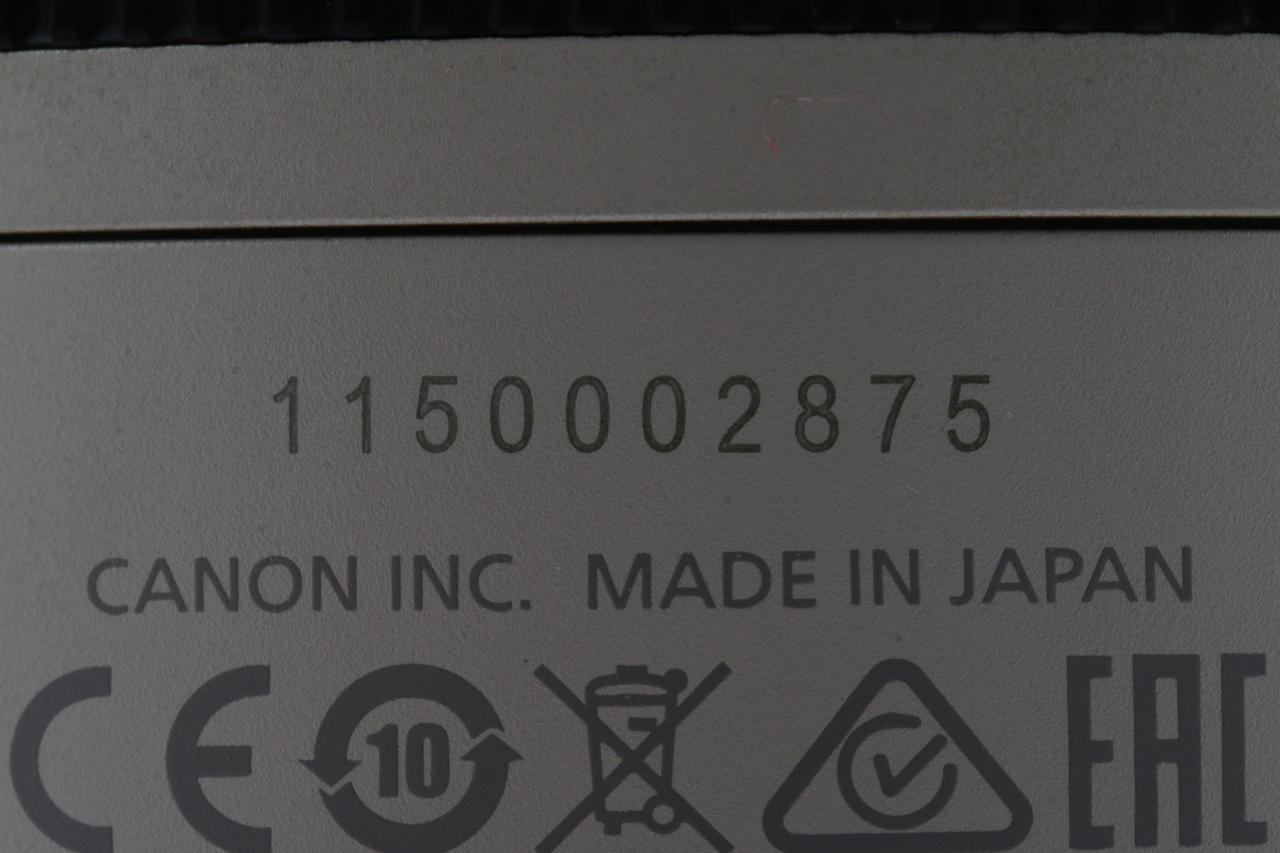 1150002875
CANON INC. MADE IN JAPAN
CE 10 EAC